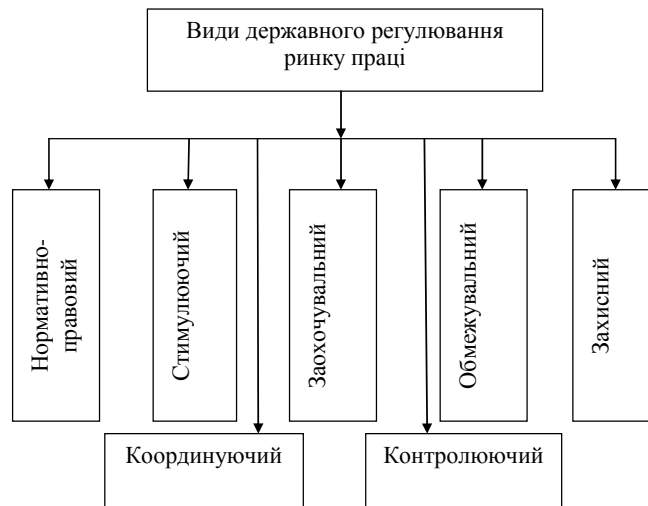 Види державного регулювання
ринку праці
Нормативно-
правовий
Стимулюючий
Заохочувальний
Обмежувальний
Захисний
Координуючий
Контролюючий